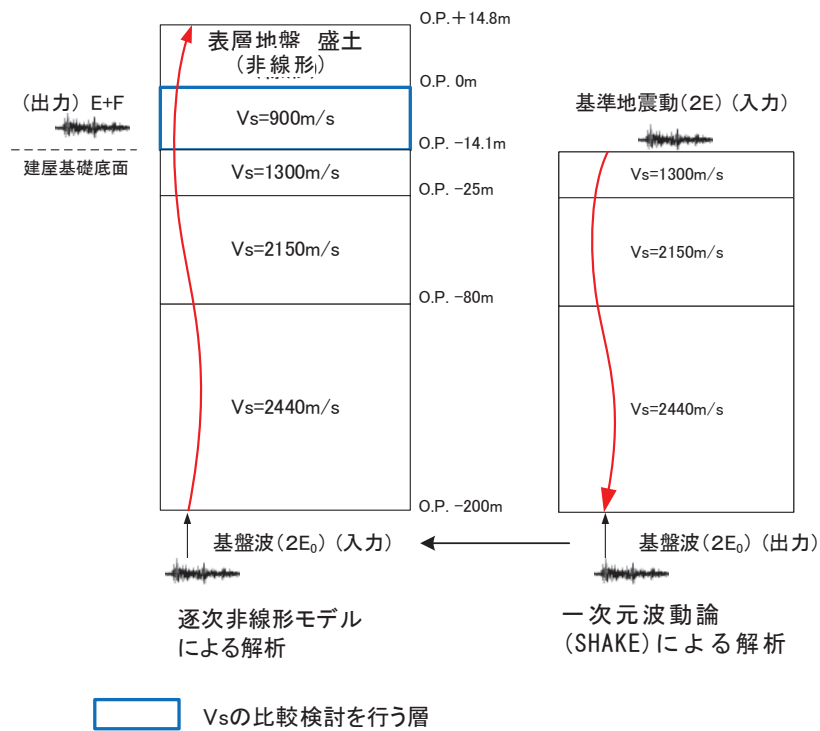 O.P.+14.8m
表層地盤 盛土
(非線形)
O.P. 0m
(出力) E+F
Vs=900m/s
建屋基礎底面
O.P. -14.1m
Vs=1300m/s
O.P. -25m
Vs=2150m/s
O.P. -80m
Vs=2440m/s
O.P. -200m
基盤波(2E₀)(入力)
逐次非線形モデル
による解析
基準地震動(2E)(入力)
Vs=1300m/s
Vs=2150m/s
Vs=2440m/s
基盤波(2E₀)(出力)
一次元波動論
(SHAKE)による解析
Vsの比較検討を行う層